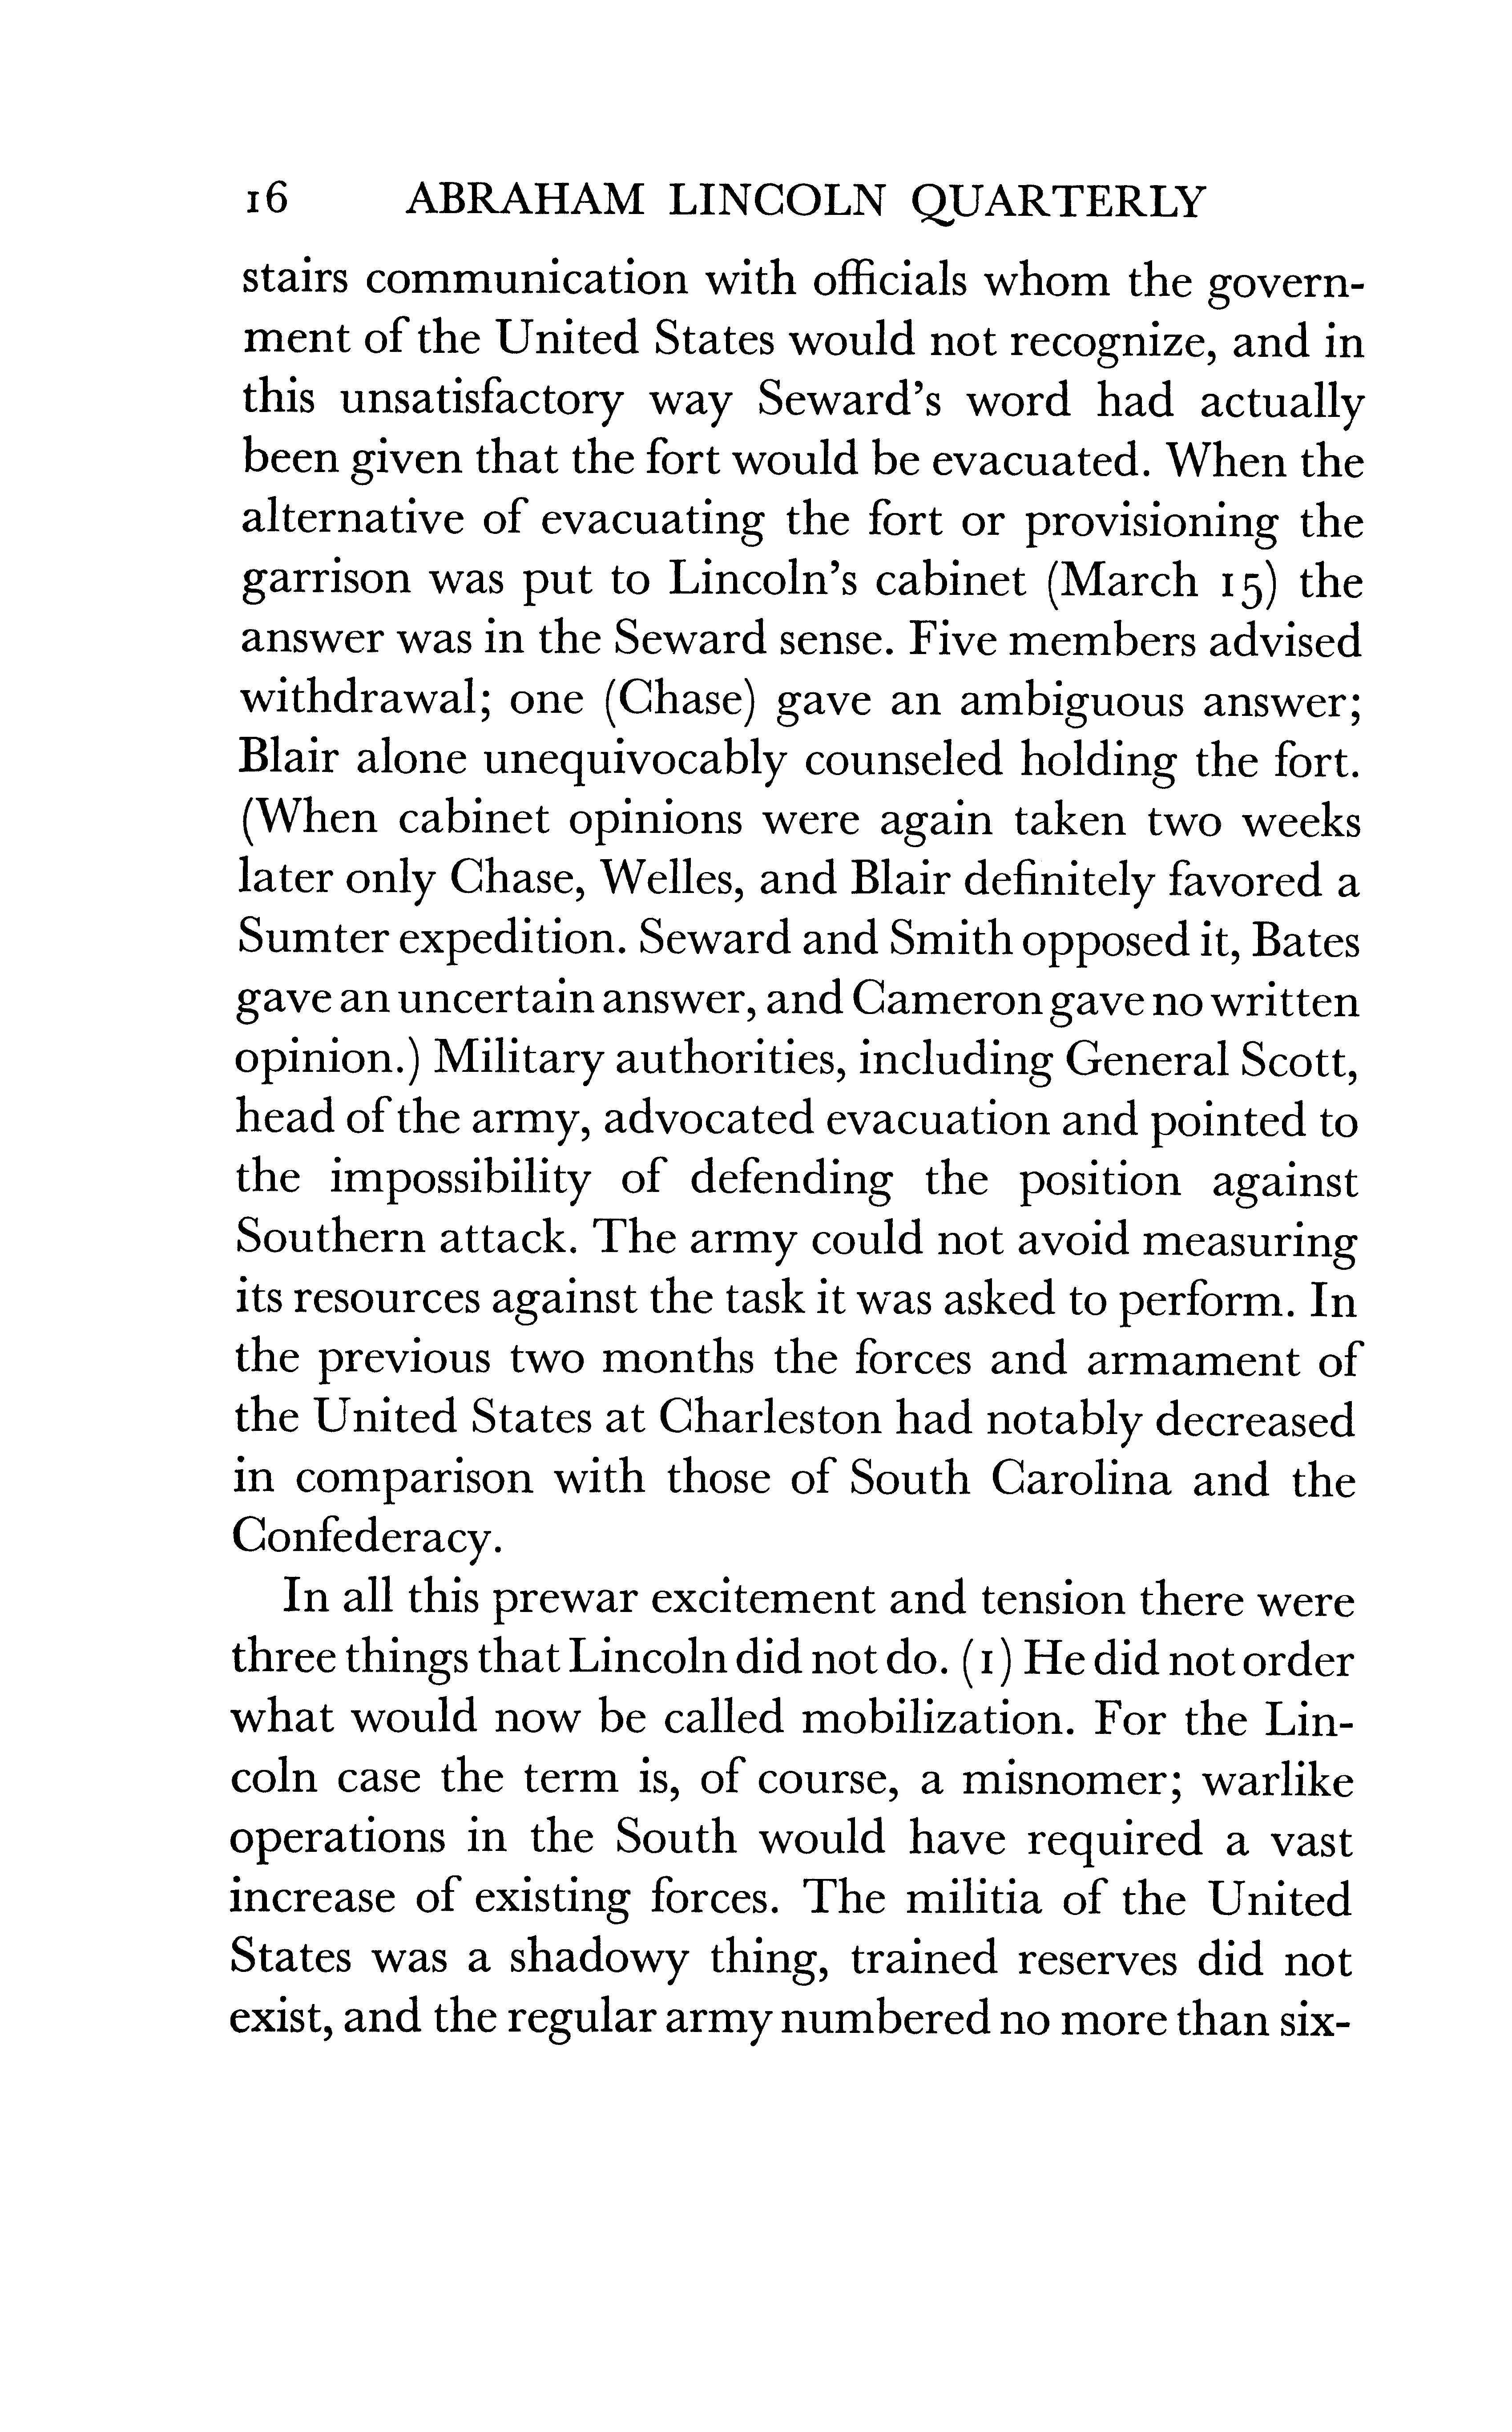 16 ABRAHAM LINCOLN QUARTERLY
stairs communication with officials whom the govern-
ment of the United States would not recognize, and in
this unsatisfactory way Seward's word had actually
been given that the fort would be evacuated. When the
alternative of evacuating the fort or provisioning the
garrison was put to Lincoln's cabinet (March 15) the
answer was in the Seward sense. Five members advised
withdrawal; one (Chase) gave an ambiguous answer;
Blair alone unequivocably counseled holding the fort.
(When cabinet opinions were again taken two weeks
later only Chase, Welles, and Blair definitely favored a
Sumter expedition. Seward and Smith opposed it, Bates
gave an uncertain answer, and Cameron gave no written
opinion.) Military authorities, including General Scott,
head of the army, advocated evacuation and pointed to
the impossibility of defending the position against
Southern attack. The army could not avoid measuring
its resources against the task it was asked to perform. In
the previous two months the forces and armament of
the United States at Charleston had notably decreased
in comparison with those of South Carolina and the
Confederacy.
In all this prewar excitement and tension there were
three things that Lincoln did not do. (1) He did not order
what would now be called mobilization. For the Lin-
coln case the term is, of course, a misnomer; warlike
operations in the South would have required a vast
increase of existing forces. The militia of the United
States was a shadowy thing, trained reserves did not
exist, and the regular army numbered no more than six-